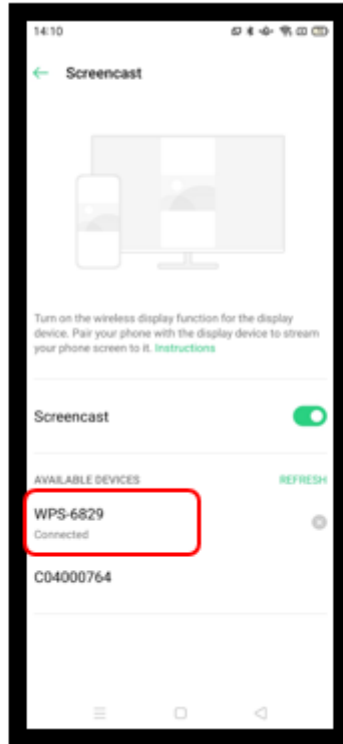 14:10
Screencast
Turn on the wireless display function for the display
device. Pair your phone with the display device to stream
your phone screen to it. Instructions
Screencast
AVAILABLE DEVICES REFRESH
WPS-6829
Connected
C04000764